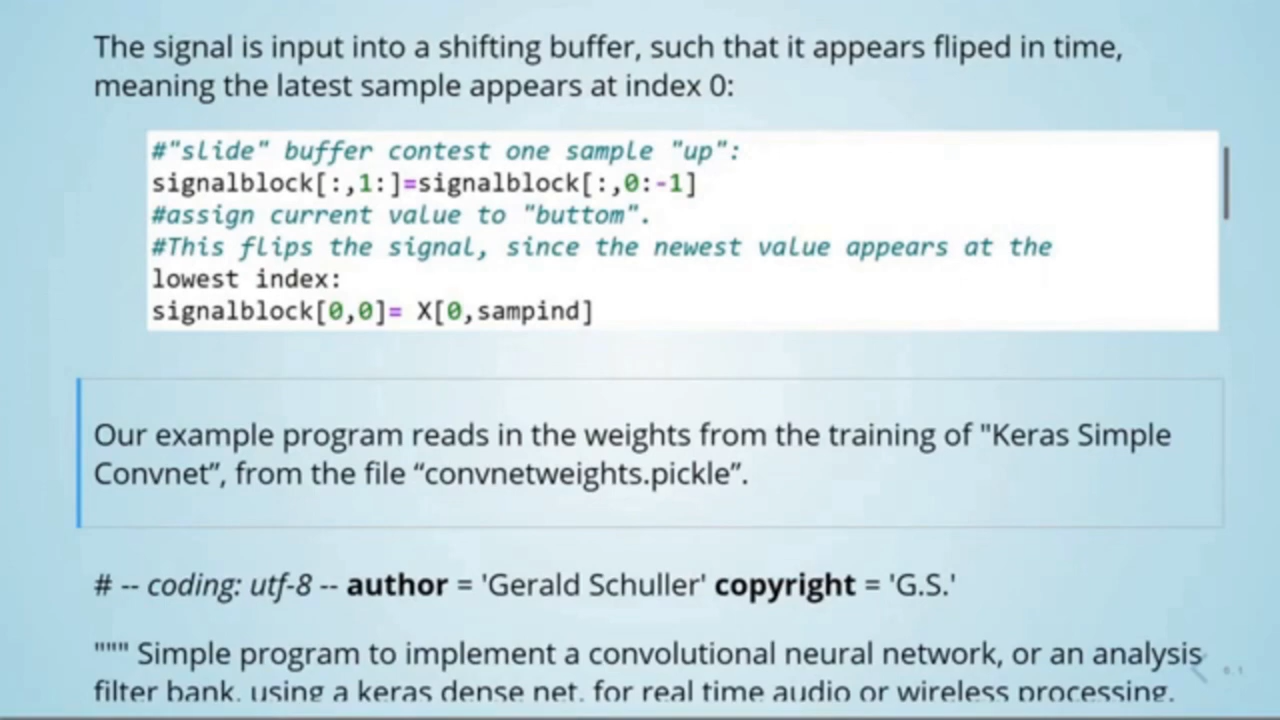 The signal is input into a shifting buffer, such that it appears fliped in time,
meaning the latest sample appears at index 0:
#"slide" buffer contest one sample "up":
signalblock[:,1:]=signalblock[:,0:-1]
#assign current value to "buttom".
#This flips the signal, since the newest value appears at the
lowest index:
signalblock[0,0]= X[0,sampind]
Our example program reads in the weights from the training of "Keras Simple
Convnet”, from the file “convnetweights.pickle”.
# -- coding: utf-8 -- author = 'Gerald Schuller' copyright = 'G.S.'
""" Simple program to implement a convolutional neural network, or an analysis
filter bank, using a keras dense net, for real time audio or wireless processing.
6.1